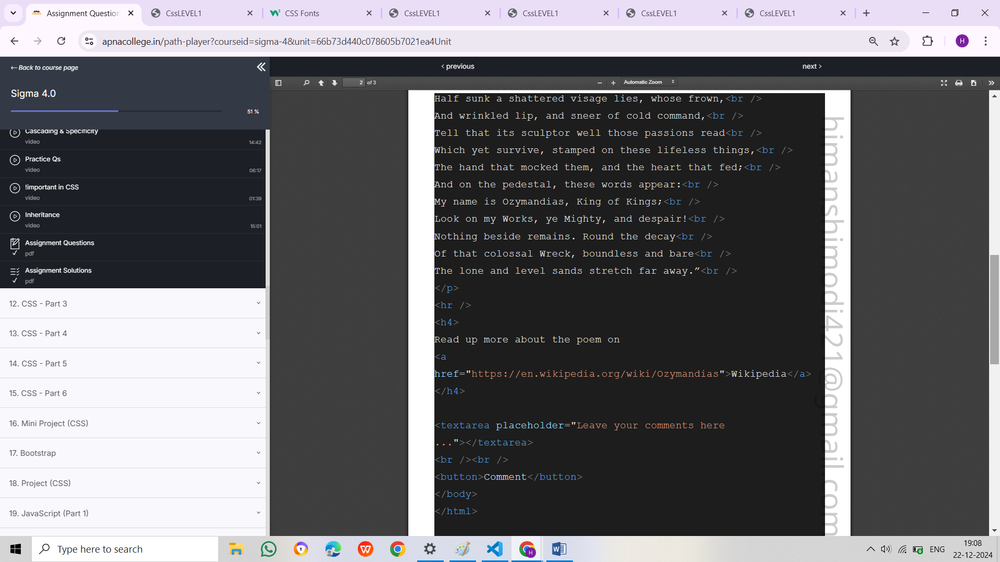 Assignment Question
CssLEVEL1
CSS Fonts
CssLEVEL1
CssLEVEL1
CssLEVEL1
CssLEVEL1
apnacollege.in/path-player?courseid=sigma-4&unit=66b73d440c078605b7021ea4Unit
H
Back to course page
Sigma 4.0
51 %
Cascading & Specificity
video
14:42
Practice Qs
video
06:17
!important in CSS
video
01:39
Inheritance
video
15:01
Assignment Questions
pdf
Assignment Solutions
pdf
12. CSS - Part 3
13. CSS - Part 4
14. CSS - Part 5
15. CSS - Part 6
16. Mini Project (CSS)
17. Bootstrap
18. Project (CSS)
19. JavaScript (Part 1)
‹ previous
next ›
2 of 3
Automatic Zoom
Half sunk a shattered visage lies, whose frown,<br />
And wrinkled lip, and sneer of cold command,<br />
Tell that its sculptor well those passions read<br />
Which yet survive, stamped on these lifeless things,<br />
The hand that mocked them, and the heart that fed;<br />
And on the pedestal, these words appear:<br />
My name is Ozymandias, King of Kings;<br />
Look on my Works, ye Mighty, and despair!<br />
Nothing beside remains. Round the decay<br />
Of that colossal Wreck, boundless and bare<br />
The lone and level sands stretch far away.”<br />
</p>
<hr />
<h4>
Read up more about the poem on
<a
href="https://en.wikipedia.org/wiki/Ozymandias">Wikipedia</a>
</h4>
<textarea placeholder="Leave your comments here
..."></textarea>
<br /><br />
<button>Comment</button>
</body>
</html>
himanshimodi421@gmail.com
Type here to search
ENG
19:08
22-12-2024